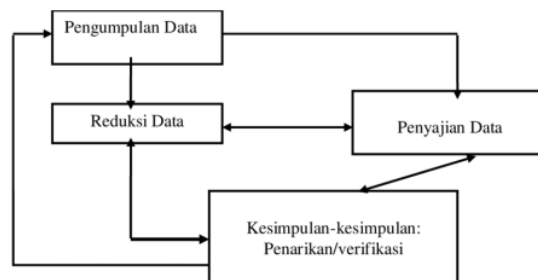 Pengumpulan Data
Reduksi Data
Penyajian Data
Kesimpulan-kesimpulan:
Penarikan/verifikasi